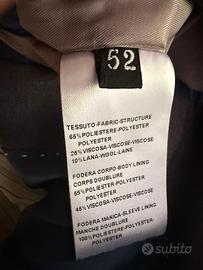 52
TESSUTO-FABRIC-STRUCTURE
65%POLIESTERE-POLYESTER
POLYESTER
25%VISCOSA-VISCOSE-VISCOSE
10%LANA-WOOL-LANE
FODERA CORPO-BODY LINING
CORPS DOUBLURE
55%POLIESTERE-POLYESTER
POLYESTER
45%VISCOSA-VISCOSE-VISCOSE
FODERA MANICA-SLEEVE LINING
MANCHE DOUBLURE
100%POLIESTERE-POLYESTER
POLYESTER
subito